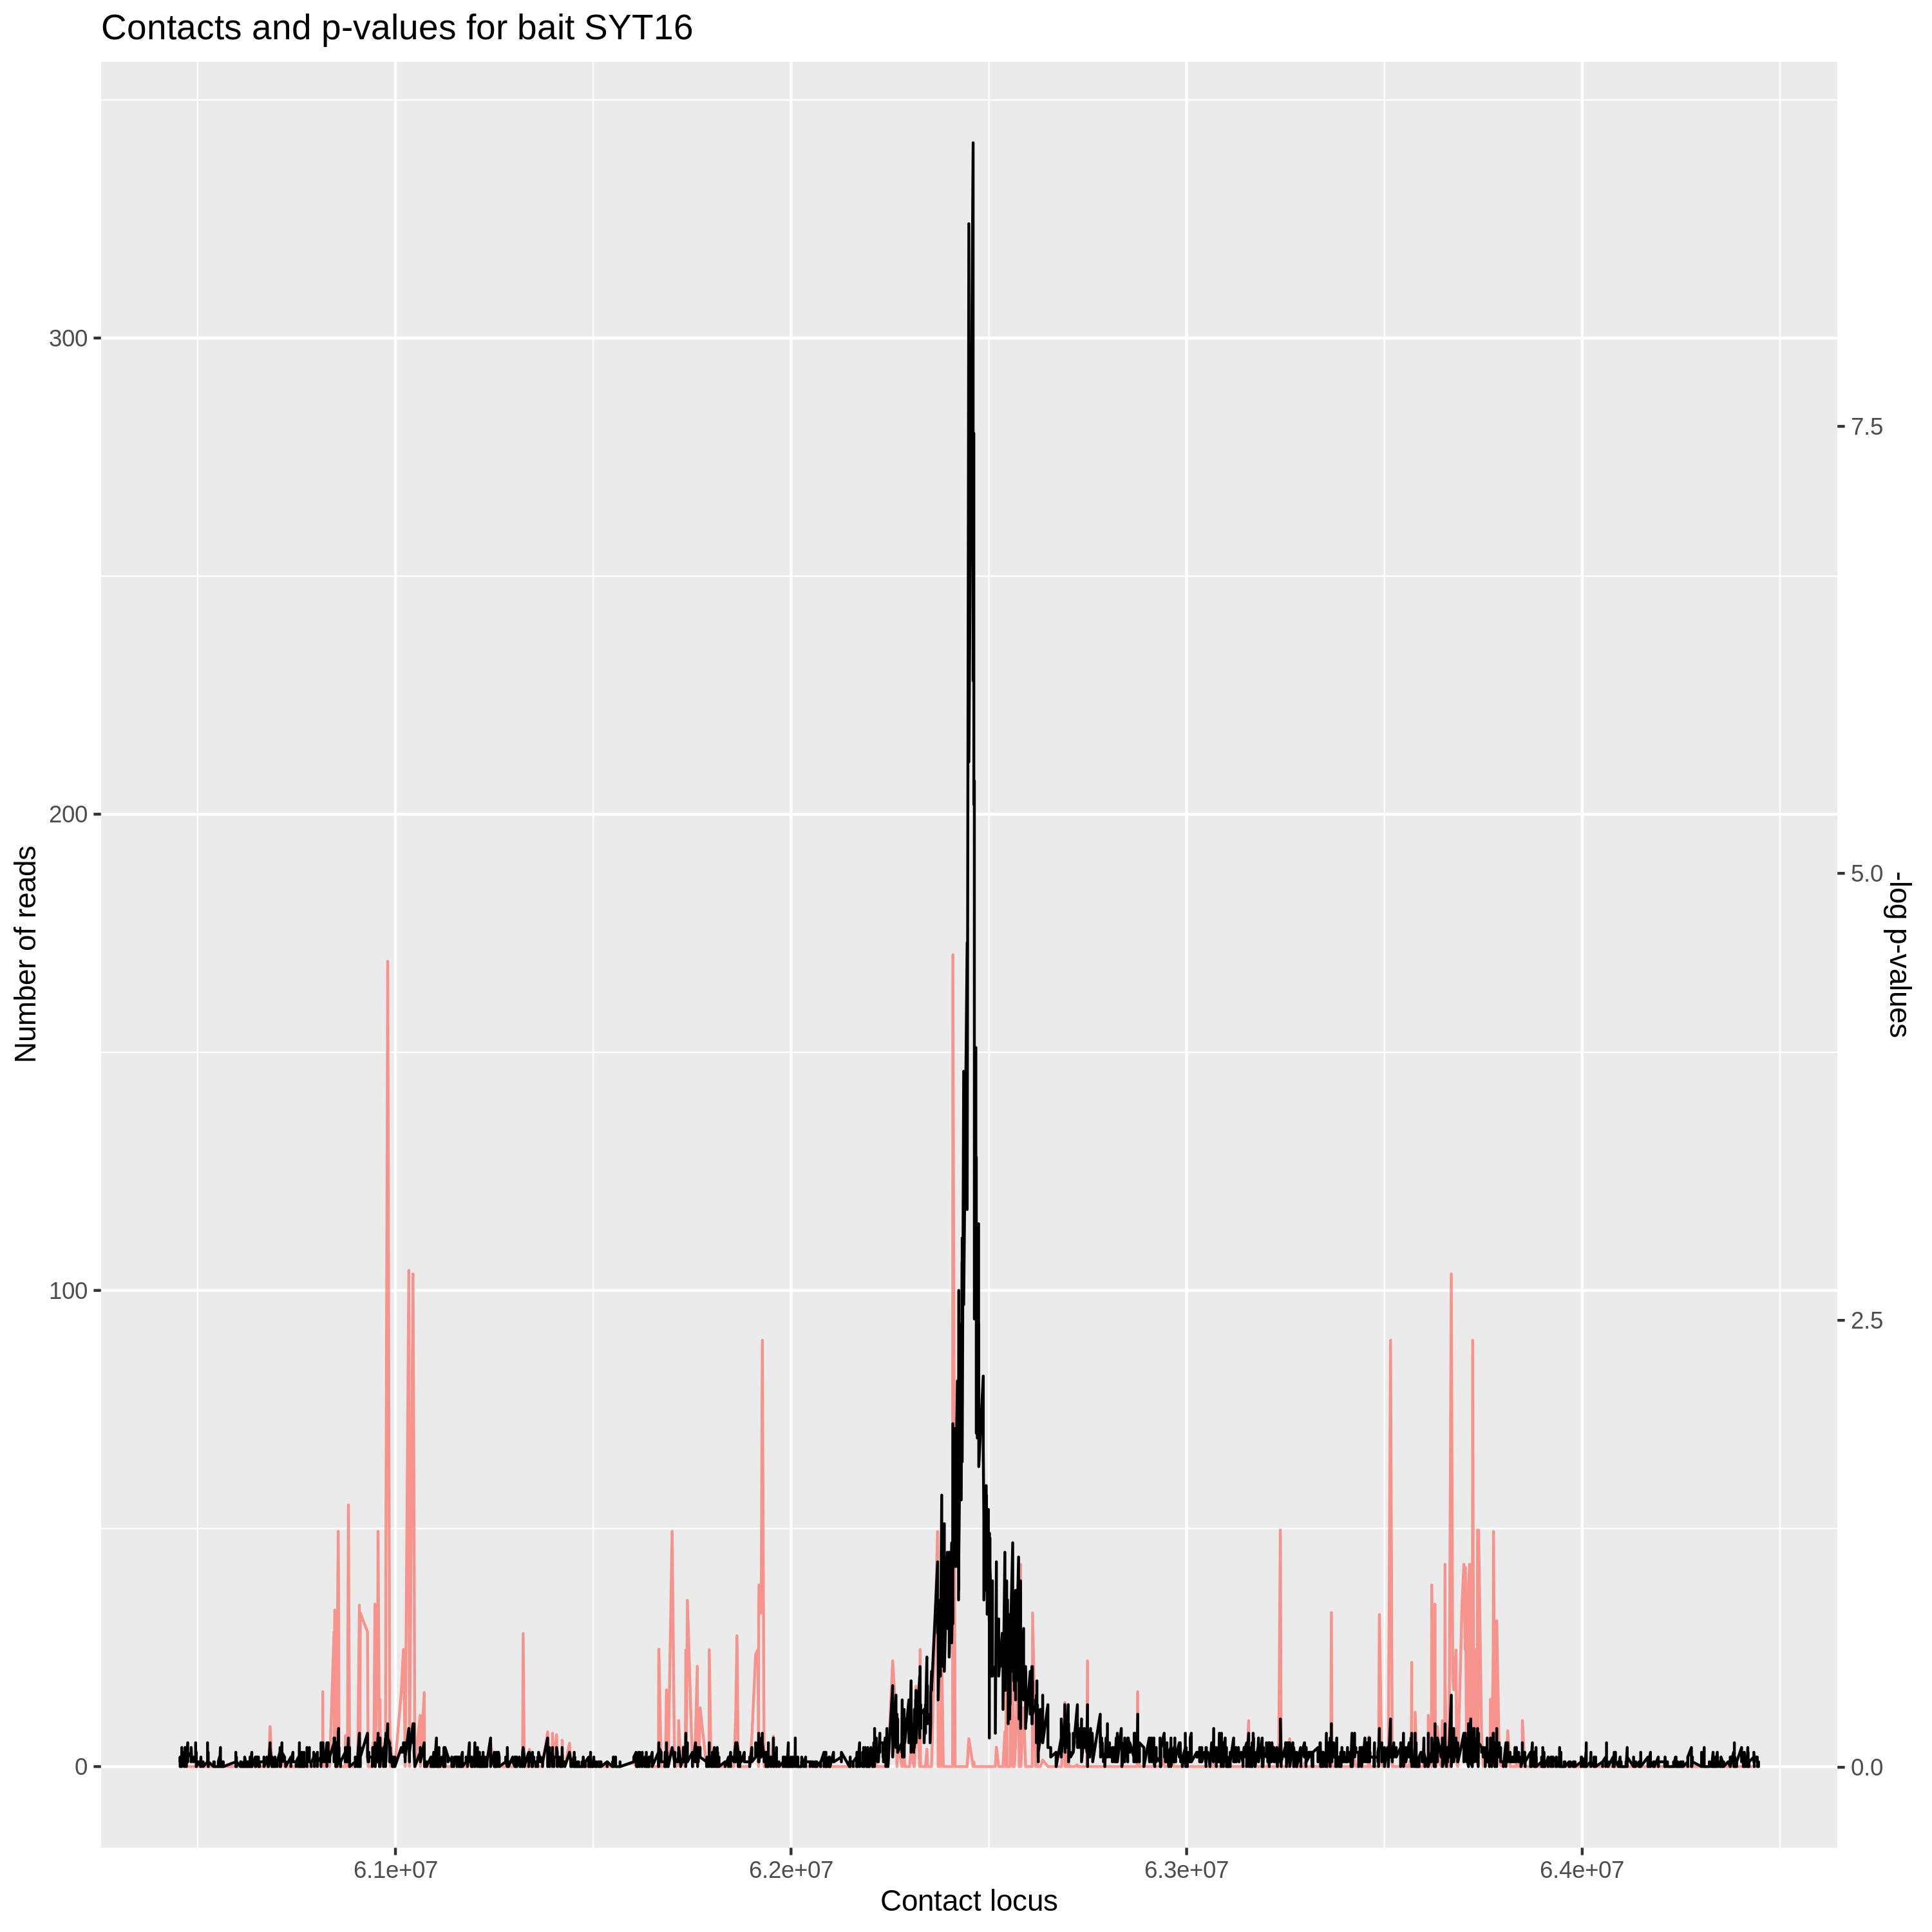 Contacts and p-values for bait SYT16
300
200
100
0
Number of reads
7.5
5.0
2.5
0.0
-log p-values
6.1e+07
6.2e+07
6.3e+07
6.4e+07
Contact locus